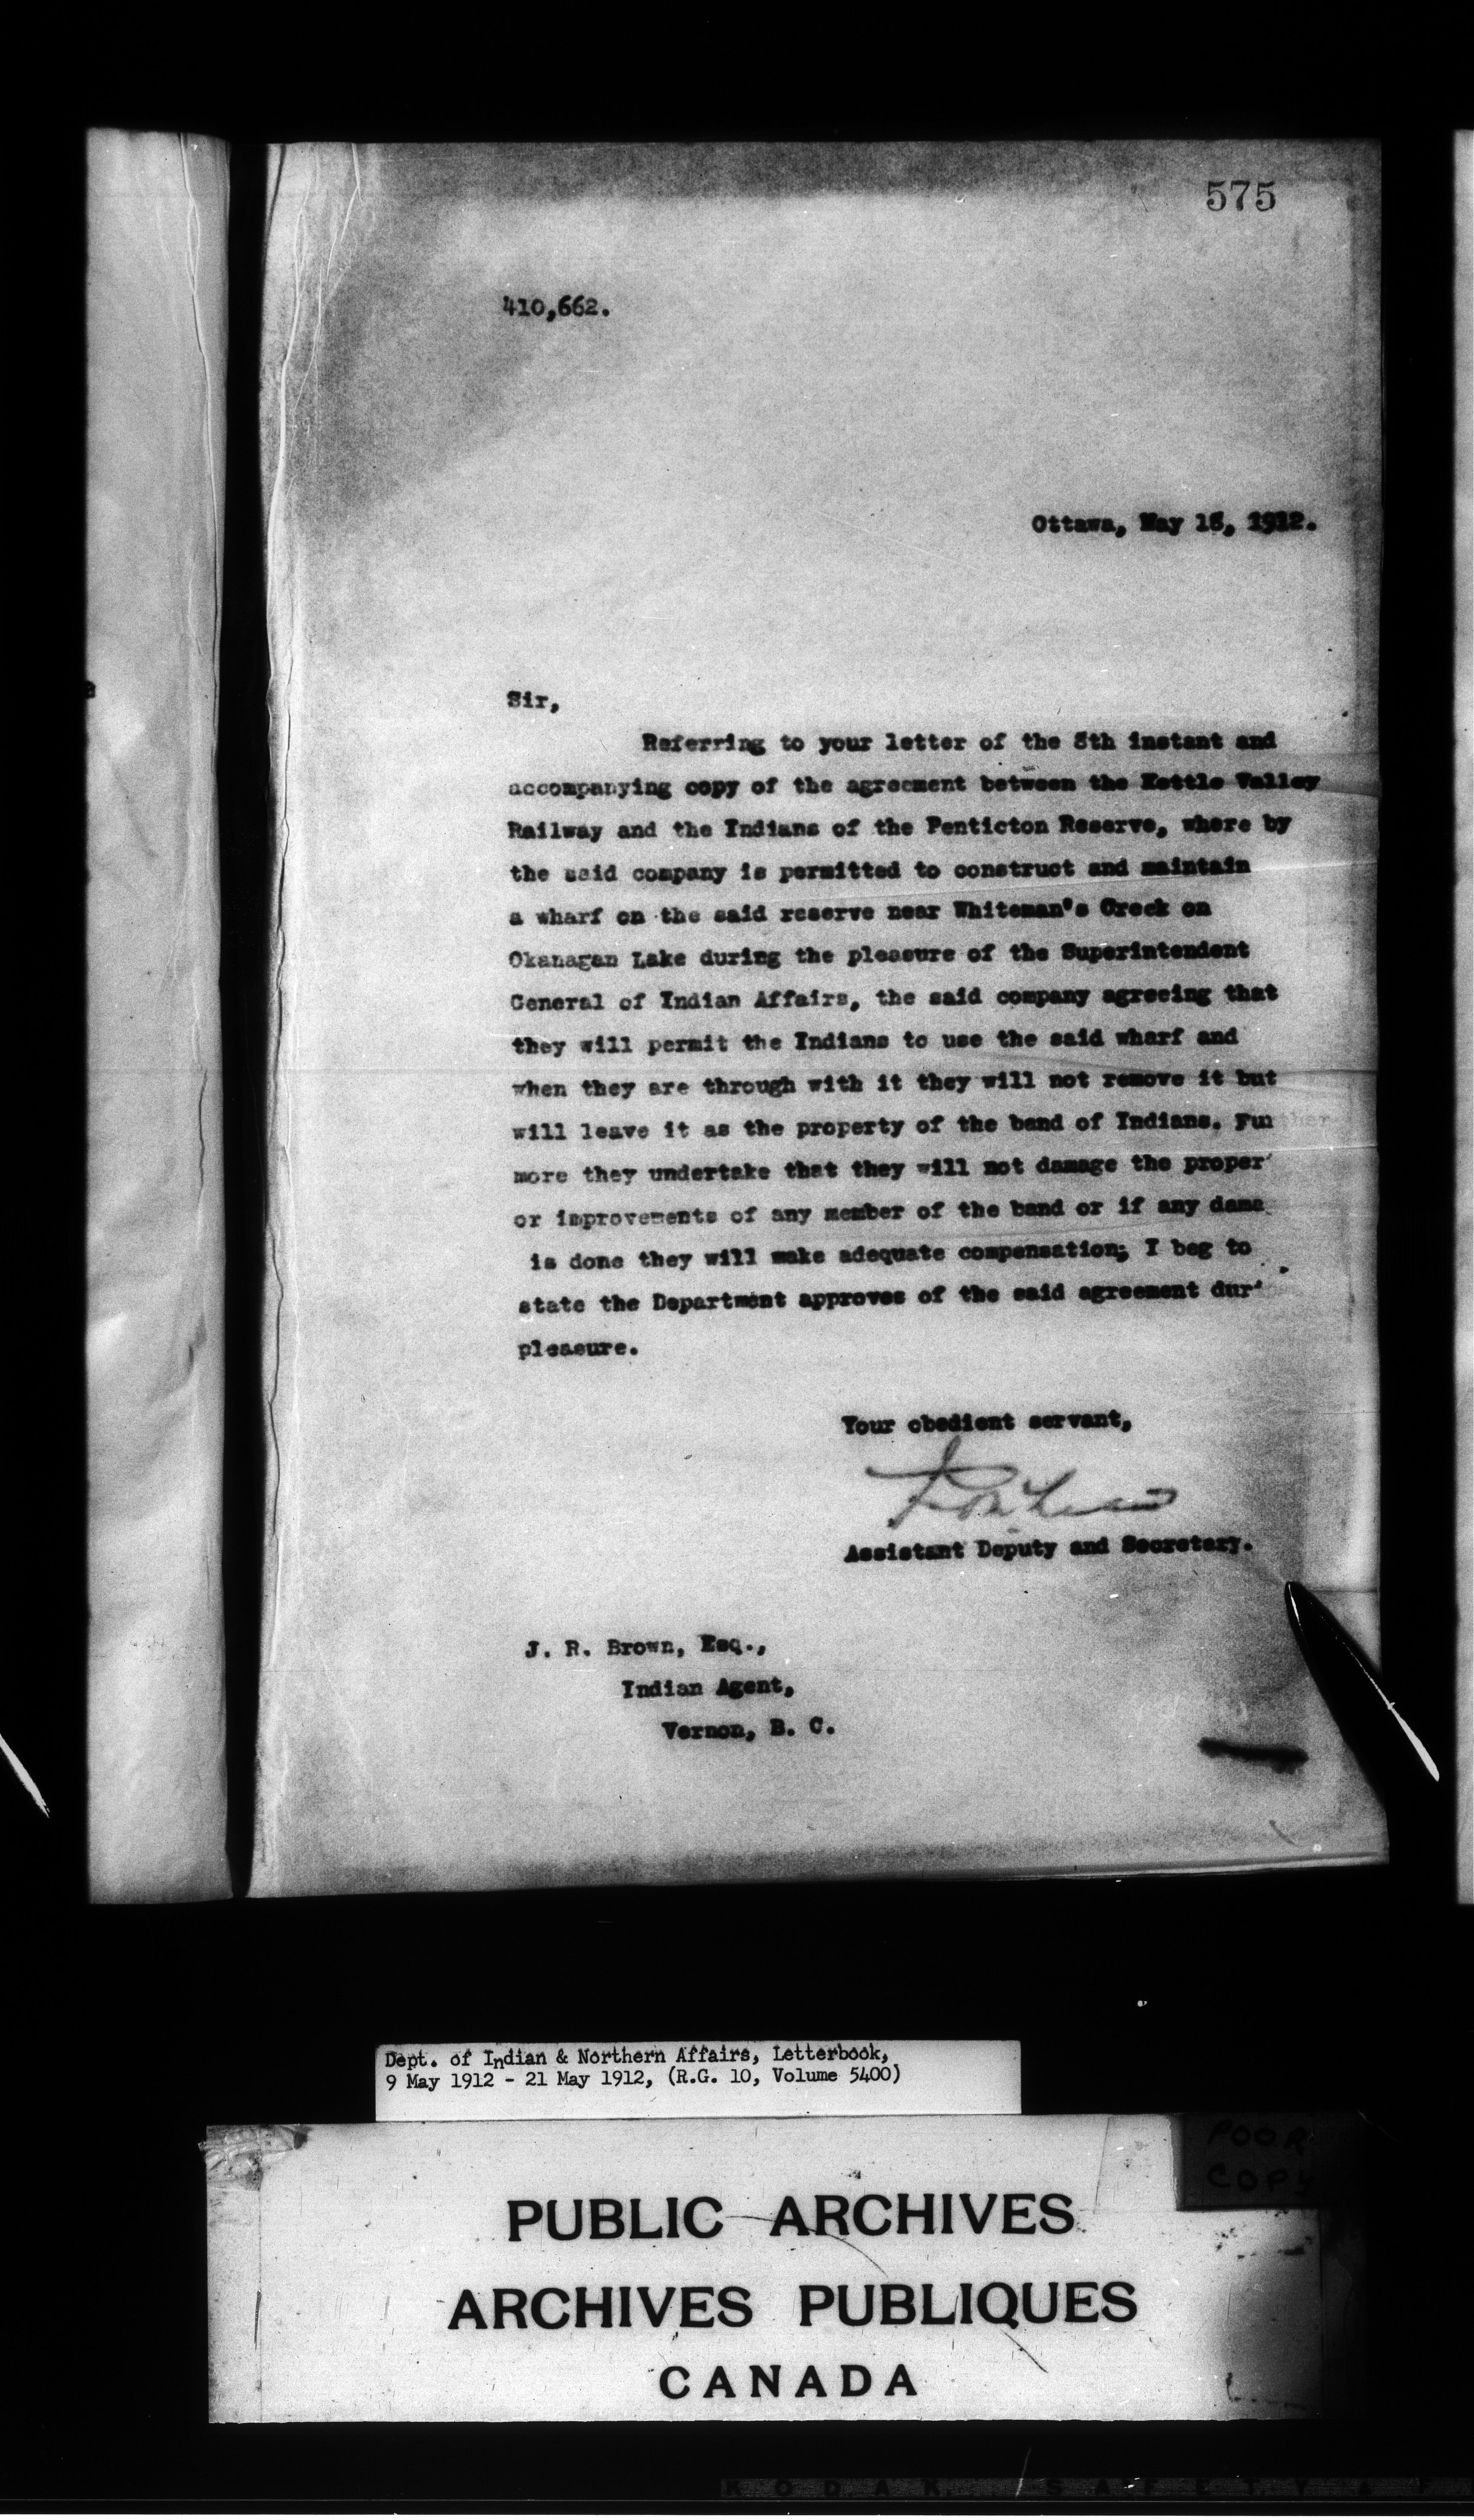 575
410,662.
Ottawa, May 18, 1912.
Sir,
Referring to your letter of the 8th instant and
accompanying copy of the agreement between the Kettle Valley
Railway and the Indians of the Penticton Reserve, where by
the said company is permitted to construct and maintain
a wharf on the said reserve near Whiteman's Creek on
Okanagan Lake during the pleasure of the Superintendent
General of Indian Affairs, the said company agreeing that
they will permit the Indians to use the said wharf and
when they are through with it they will not remove it but
will leave it as the property of the band of Indians. Further
more they undertake that they will not damage the proper
or improvements of any member of the band or if any dama
is done they will make adequate compensation; I beg to
state the Department approves of the said agreement dur
pleasure.
Your obedient servant,
Assistant Deputy and Secretary.
J. R. Brown, Esq.,
Indian Agent,
Vernon, B. C.
Dept. of Indian & Northern Affairs, Letterbook,
9 May 1912 - 21 May 1912, (R.G. 10, Volume 5400)
POOR
COPY
PUBLIC ARCHIVES
ARCHIVES PUBLIQUES
CANADA
KODAK SAFETY F